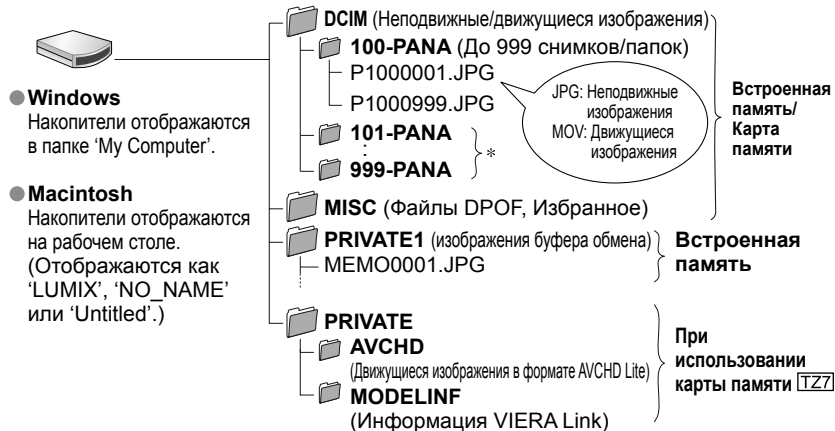 ● Windows
Накопители отображаются
в папке ‘My Computer’.
● Macintosh
Накопители отображаются
на рабочем столе.
(Отображаются как
‘LUMIX’, ‘NO_NAME’
или ‘Untitled’.)
DCIM (Неподвижные/движущиеся изображения)
100-PANA (До 999 снимков/папок)
P1000001.JPG
P1000999.JPG
JPG: Неподвижные
изображения
MOV: Движущиеся
изображения
101-PANA
:
999-PANA
*
MISC (Файлы DPOF, Избранное)
Встроенная
память/
Карта
памяти
PRIVATE1 (изображения буфера обмена)
MEMO0001.JPG
Встроенная
память
PRIVATE
AVCHD
(Движущиеся изображения в формате AVCHD Lite)
MODELINF
(Информация VIERA Link)
При
использовании
карты памяти TZ7